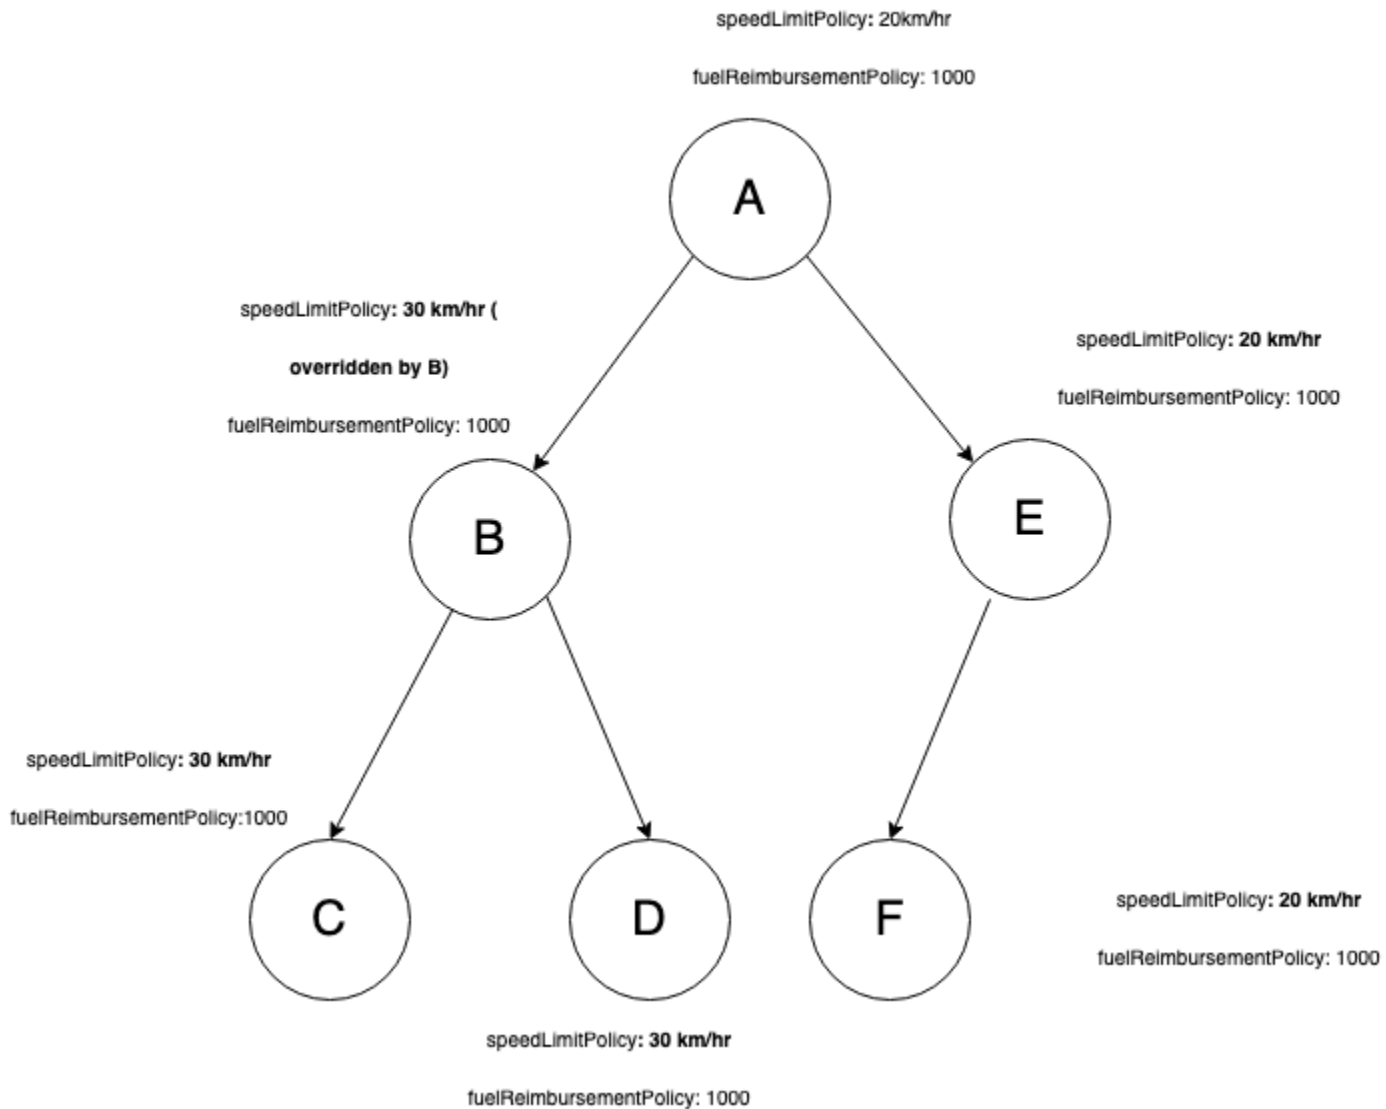 speedLimitPolicy: 20km/hr
fuelReimbursementPolicy: 1000
A
speedLimitPolicy: 30 km/hr (
overridden by B)
fuelReimbursementPolicy: 1000
speedLimitPolicy: 20 km/hr
fuelReimbursementPolicy: 1000
B
E
speedLimitPolicy: 30 km/hr
fuelReimbursementPolicy:1000
C
D
F
speedLimitPolicy: 20 km/hr
fuelReimbursementPolicy: 1000
speedLimitPolicy: 30 km/hr
fuelReimbursementPolicy: 1000